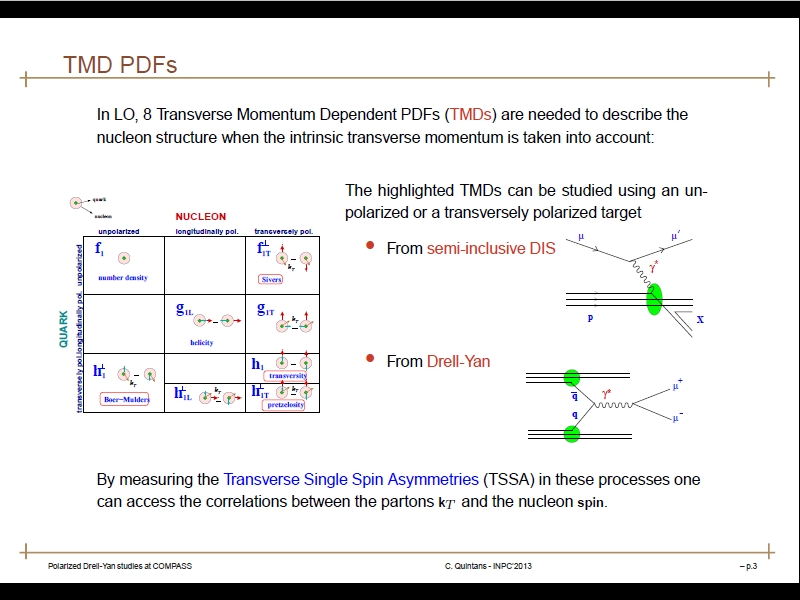 TMD PDFs
In LO, 8 Transverse Momentum Dependent PDFs (TMDs) are needed to describe the
nucleon structure when the intrinsic transverse momentum is taken into account:
quark
nucleon
NUCLEON
unpolarized longitudinally pol. transversely pol.
QUARK
unpolarized
longitudinally pol.
transversely pol.
f1
number density
f⊥1T
kT
Sivers
g1L
helicity
g1T
kT
h⊥1
kT
Boer-Mulders
h⊥1L
kT
h1
transversity
h⊥1T
kT
pretzelosity
The highlighted TMDs can be studied using an un-
polarized or a transversely polarized target
• From semi-inclusive DIS
μ
μ′
γ*
P
X
• From Drell-Yan
q̅
q
γ*
μ+
μ-
By measuring the Transverse Single Spin Asymmetries (TSSA) in these processes one
can access the correlations between the partons kT and the nucleon spin.
Polarized Drell-Yan studies at COMPASS C. Quintans - INPC'2013 – p.3